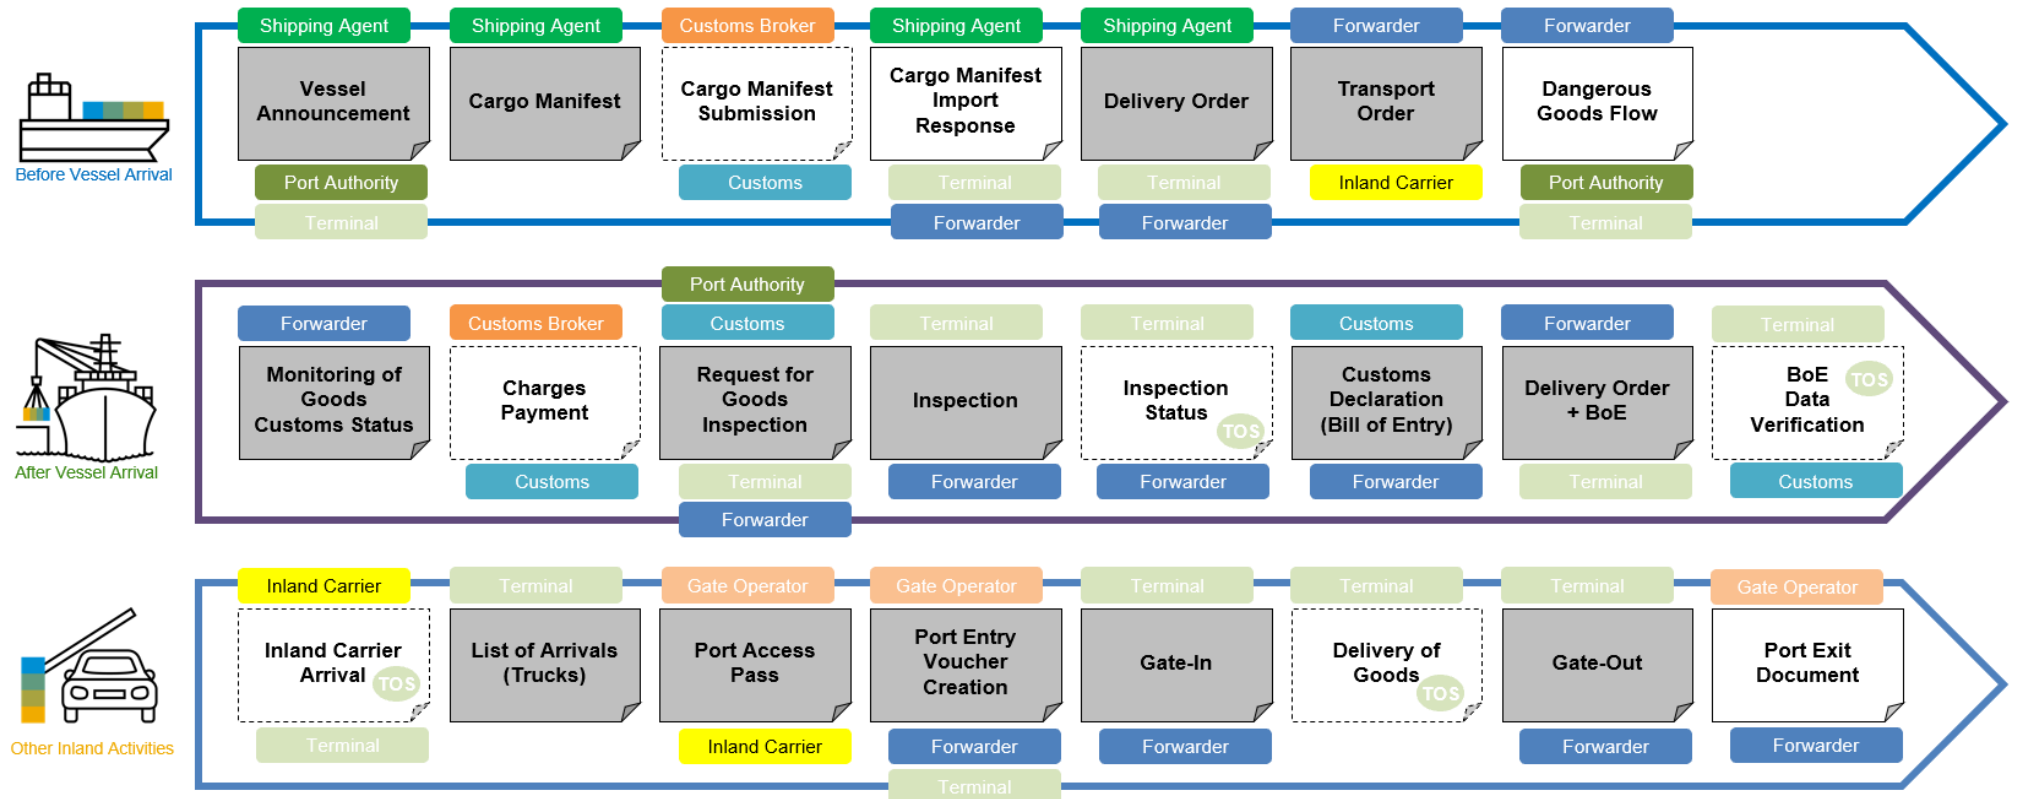 Shipping Agent
Shipping Agent
Customs Broker
Shipping Agent
Shipping Agent
Forwarder
Forwarder
Vessel
Announcement
Cargo Manifest
Cargo Manifest
Submission
Cargo Manifest
Import
Response
Delivery Order
Transport
Order
Dangerous
Goods Flow
Before Vessel Arrival
Port Authority
Customs
Terminal
Terminal
Inland Carrier
Port Authority
Terminal
Forwarder
Forwarder
Terminal
Port Authority
Forwarder
Customs Broker
Customs
Terminal
Terminal
Customs
Forwarder
Terminal
Monitoring of
Goods
Customs Status
Charges
Payment
Request for
Goods
Inspection
Inspection
Inspection
Status
TOS
Customs
Declaration
(Bill of Entry)
Delivery Order
+ BoE
BoE
Data
Verification
TOS
After Vessel Arrival
Customs
Terminal
Forwarder
Forwarder
Forwarder
Terminal
Customs
Forwarder
Inland Carrier
Terminal
Gate Operator
Gate Operator
Terminal
Terminal
Terminal
Gate Operator
Inland Carrier
Arrival
TOS
List of Arrivals
(Trucks)
Port Access
Pass
Port Entry
Voucher
Creation
Gate-In
Delivery of
Goods
TOS
Gate-Out
Port Exit
Document
Other Inland Activities
Terminal
Inland Carrier
Forwarder
Forwarder
Forwarder
Forwarder
Terminal